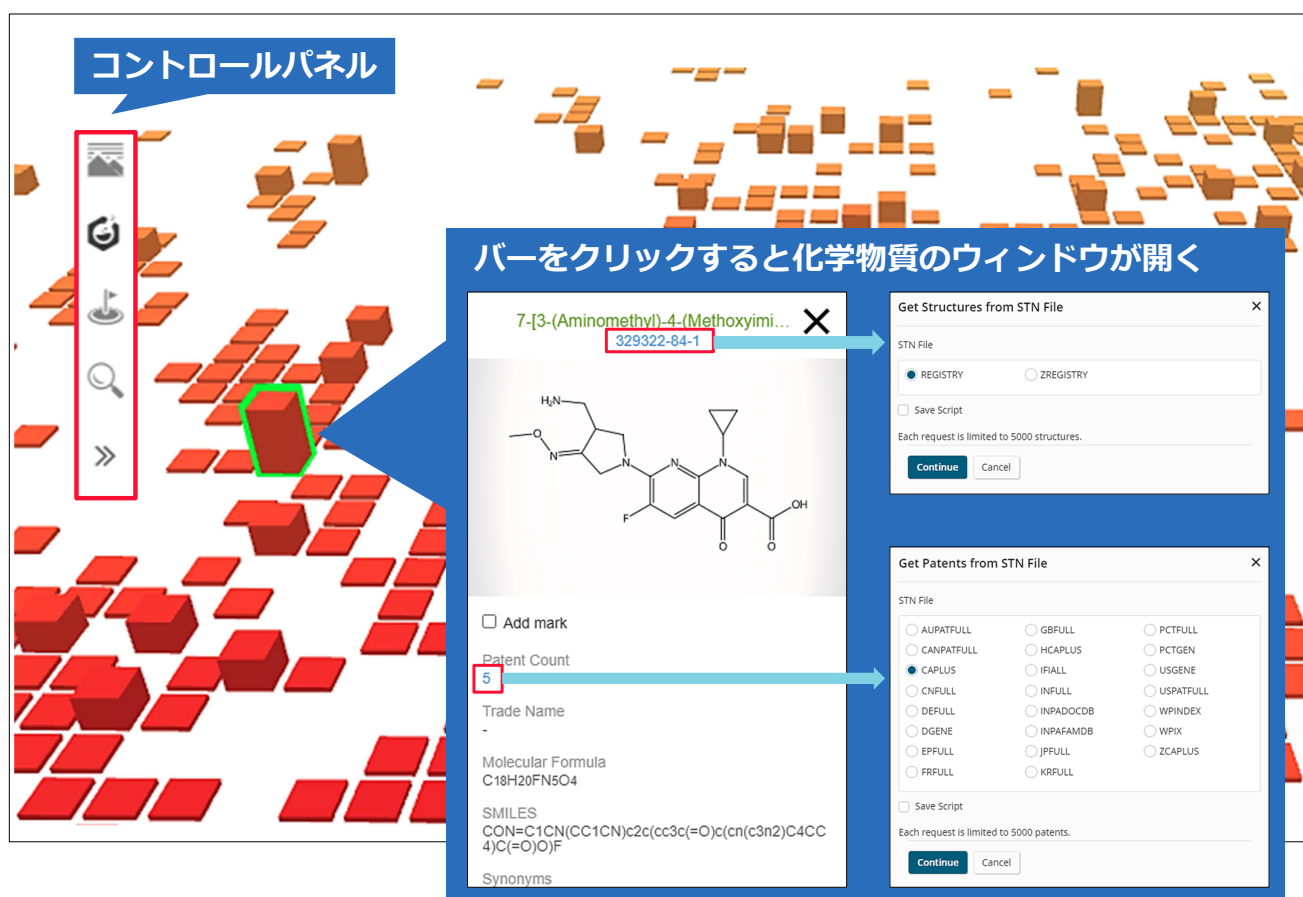 コントロールパネル
バーをクリックすると化学物質のウィンドウが開く
7-[3-(Aminomethyl)-4-(Methoxyimi...
329322-84-1
H2N
O
N
N
N
N
F
O
O
OH
Add mark
Patent Count
5
Trade Name
-
Molecular Formula
C18H20FN5O4
SMILES
CON=C1CN(CC1CN)c2c(cc3c(=O)c(cn(c3n2)C4CC
4)C(=O)O)F
Synonyms
Get Structures from STN File
STN File
REGISTRY
ZREGISTRY
Save Script
Each request is limited to 5000 structures.
Continue
Cancel
Get Patents from STN File
STN File
AUPATFULL
GBFULL
PCTFULL
CANPATFULL
HCAPLUS
PCTGEN
CAPLUS
IFIALL
USGENE
CNFULL
INFULL
USPATFULL
DEFULL
INPADOCDB
WPINDEX
DGENE
INPAFAMDB
WPIX
EPFULL
JPFULL
ZCAPLUS
FRFULL
KRFULL
Save Script
Each request is limited to 5000 patents.
Continue
Cancel